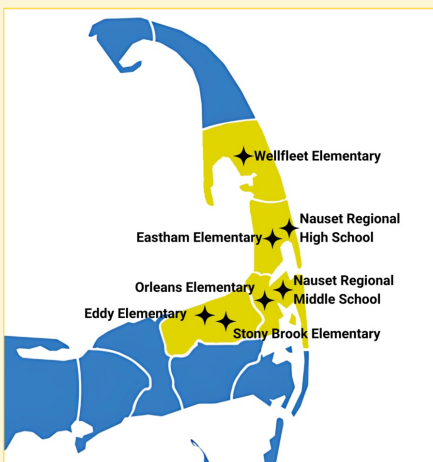 Wellfleet Elementary
Nauset Regional
High School
Eastham Elementary
Orleans Elementary
Nauset Regional
Middle School
Eddy Elementary
Stony Brook Elementary